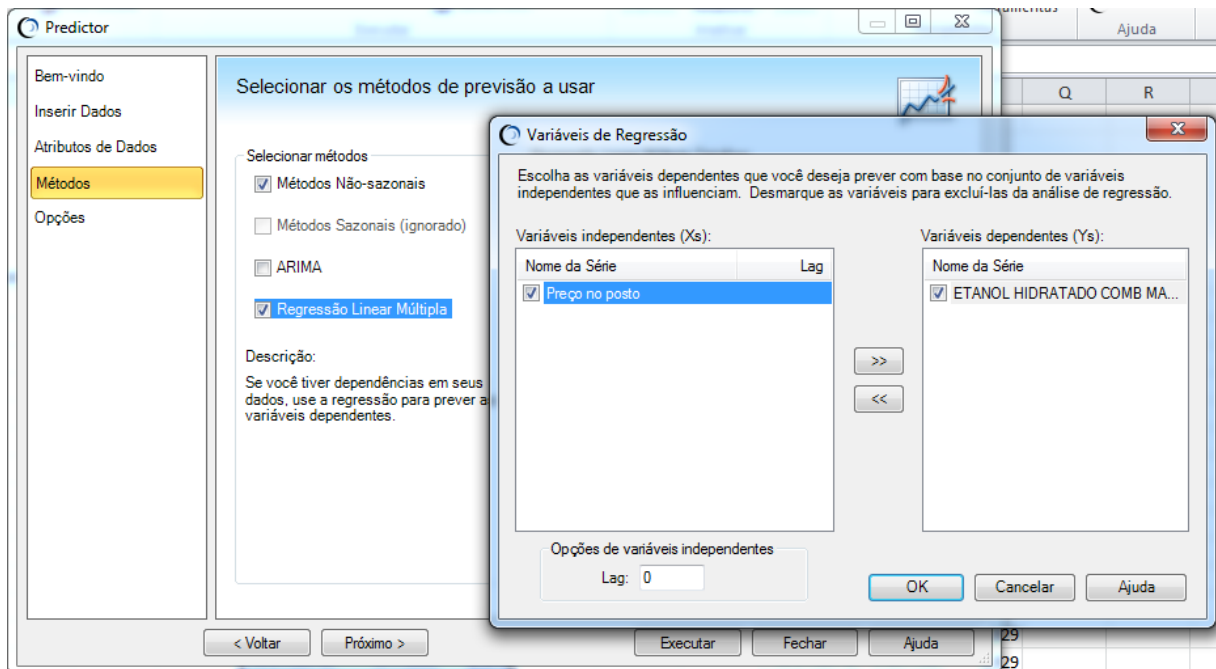 Predictor
Ajuda
Bem-vindo
Inserir Dados
Atributos de Dados
Métodos
Opções
Selecionar os métodos de previsão a usar
Selecionar métodos
Métodos Não-sazonais
Métodos Sazonais (ignorado)
ARIMA
Regressão Linear Múltipla
Descrição:
Se você tiver dependências em seus
dados, use a regressão para prever a
variáveis dependentes.
< Voltar
Próximo >
Executar
Fechar
Ajuda
Q
R
Variáveis de Regressão
Escolha as variáveis dependentes que você deseja prever com base no conjunto de variáveis
independentes que as influenciam. Desmarque as variáveis para excluí-las da análise de regressão.
Variáveis independentes (Xs):
Nome da Série
Lag
Preço no posto
>>
<<
Variáveis dependentes (Ys):
Nome da Série
ETANOL HIDRATADO COMB MA...
Opções de variáveis independentes
Lag: 0
OK
Cancelar
Ajuda
29
29